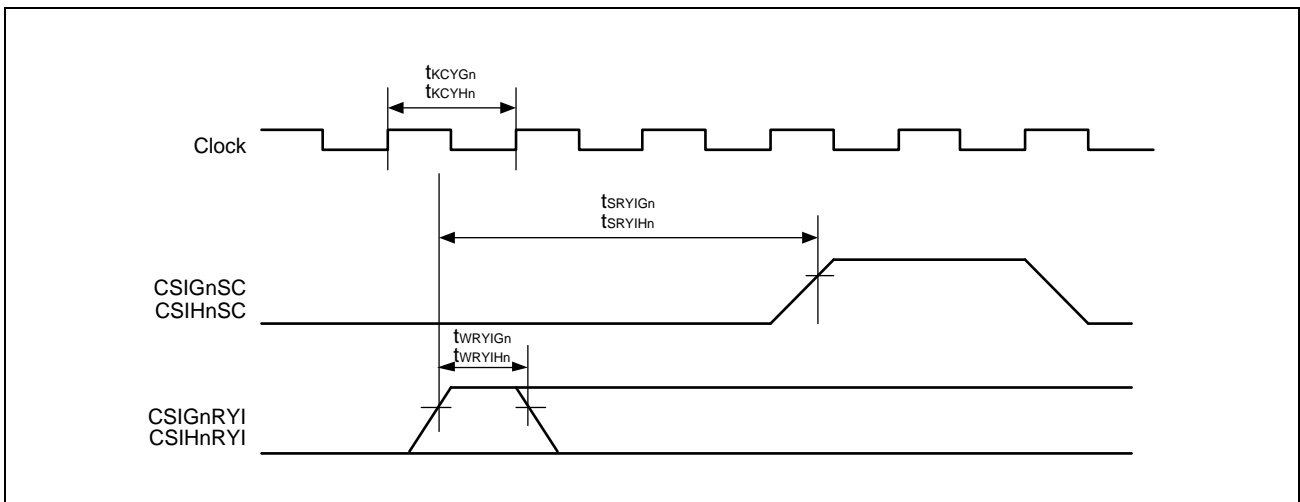 tKCYGn
tKCYHn
Clock
tSRYIGn
tSRYIHn
CSIGnSC
CSIHnSC
tWRYIGn
tWRYIHn
CSIGnRYI
CSIHnRYI